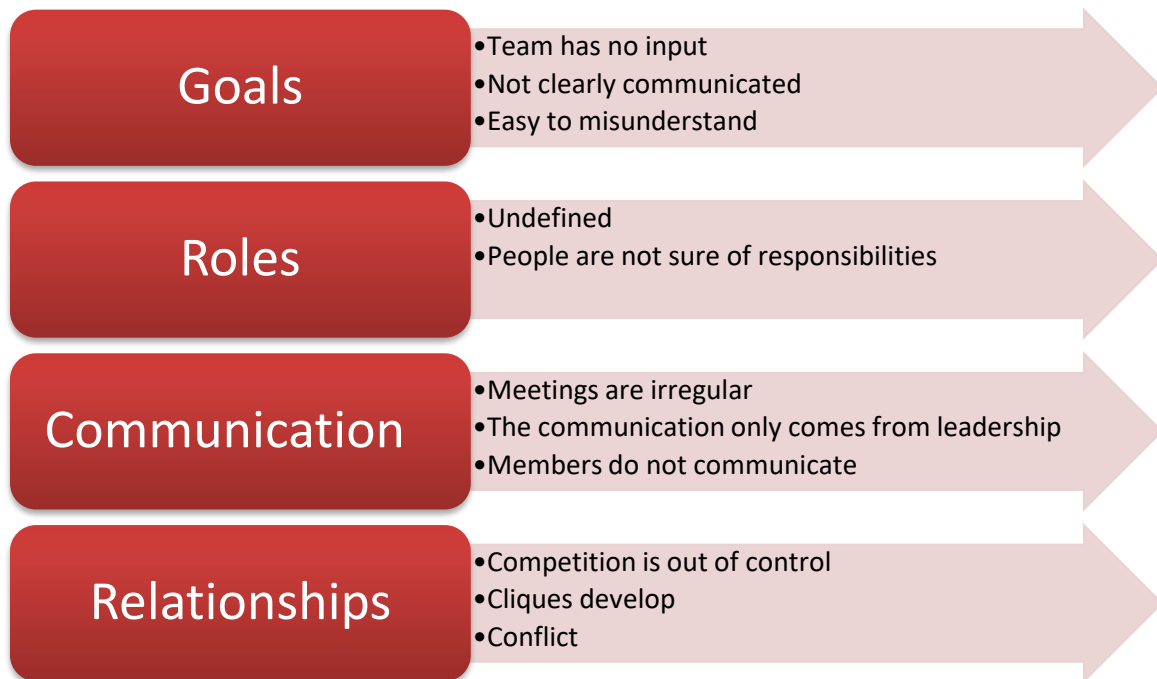 Goals
•Team has no input
•Not clearly communicated
•Easy to misunderstand
Roles
•Undefined
•People are not sure of responsibilities
Communication
•Meetings are irregular
•The communication only comes from leadership
•Members do not communicate
Relationships
•Competition is out of control
•Cliques develop
•Conflict